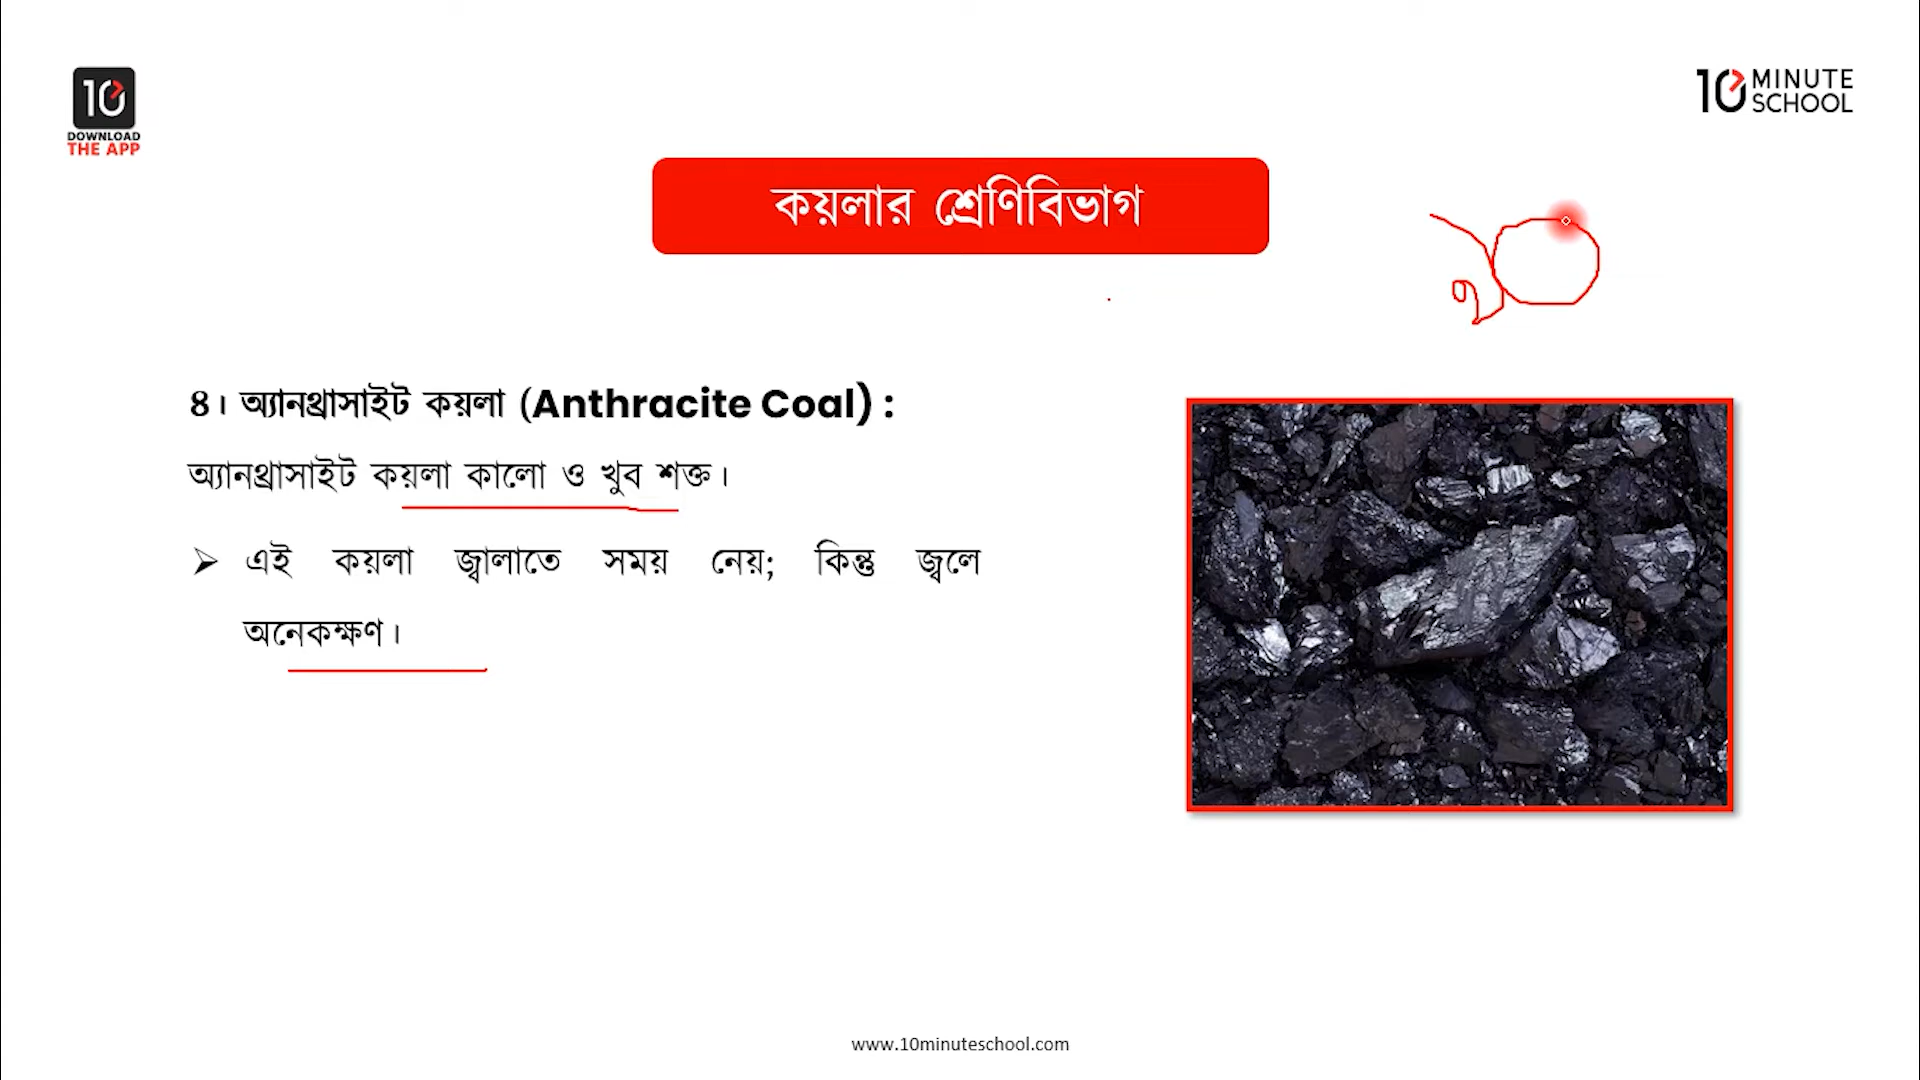 10
DOWNLOAD
THE APP
10 MINUTE
SCHOOL
কয়লার শ্রেণিবিভাগ
৪। অ্যানথ্রাসাইট কয়লা (Anthracite Coal) :
অ্যানথ্রাসাইট কয়লা কালো ও খুব শক্ত।
➢ এই কয়লা জ্বালাতে সময় নেয়; কিন্তু জ্বলে
অনেকক্ষণ।
www.10minuteschool.com